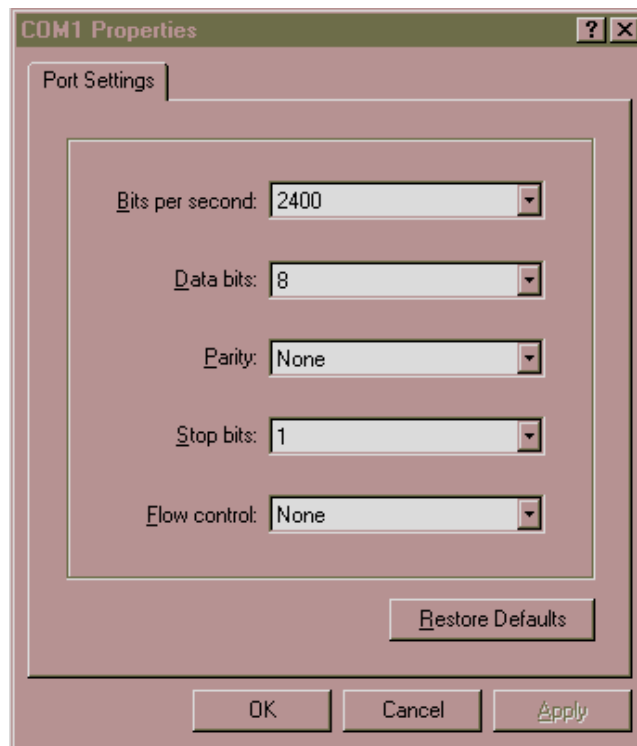 COM1 Properties
Port Settings
Bits per second: 2400
Data bits: 8
Parity: None
Stop bits: 1
Flow control: None
Restore Defaults
OK Cancel Apply